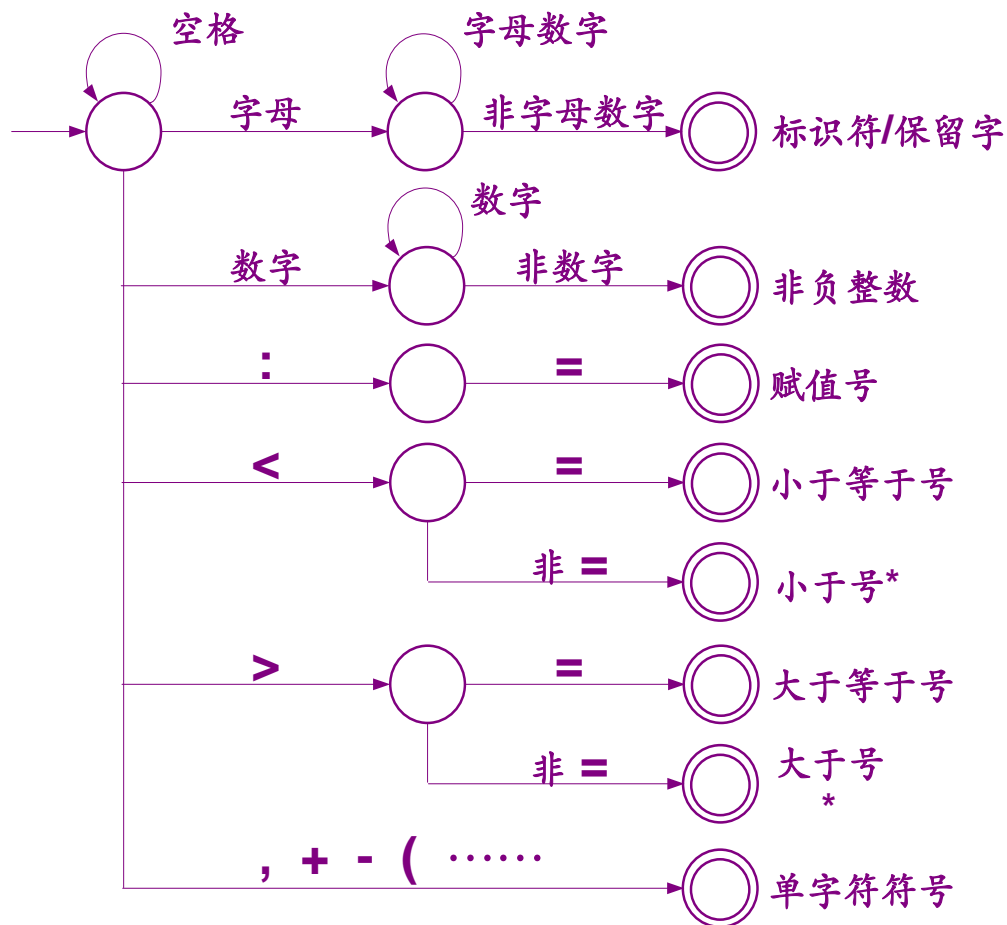 空格
字母数字
字母
非字母数字
标识符/保留字
数字
数字
非数字
非负整数
:
=
赋值号
<
=
小于等于号
非 =
小于号*
>
=
大于等于号
非 =
大于号
*
, + - ( ······
单字符符号